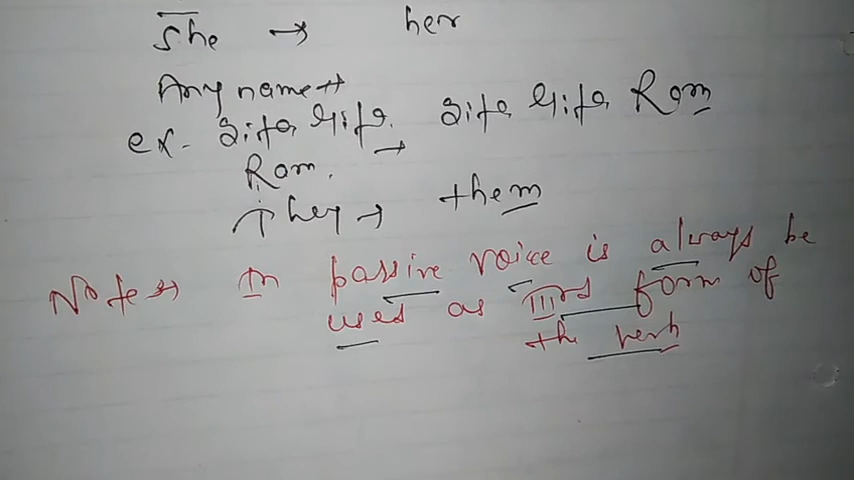 She → her
Any name →
ex- Sita, Gita. → Sita, Gita, Ram
Ram.
They → them
Note → In passive voice is always be
used as IIIrd form of
the verb